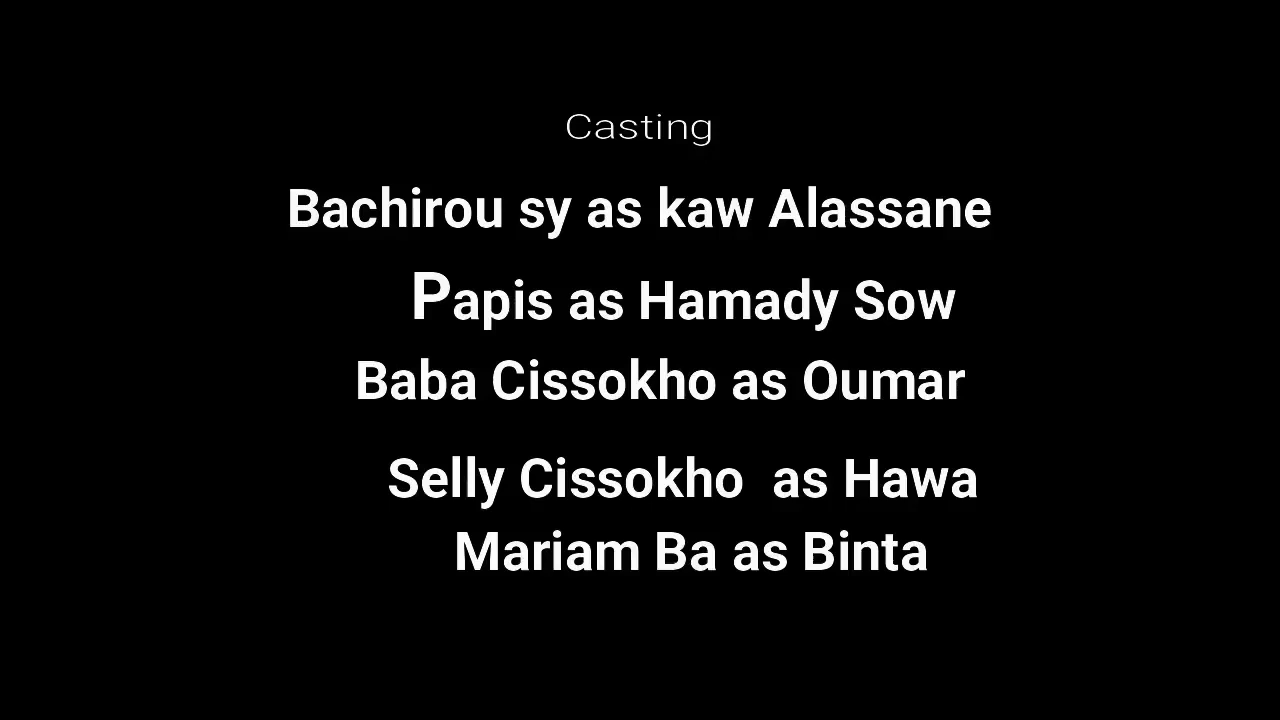 Casting
Bachirou sy as kaw Alassane
Papis as Hamady Sow
Baba Cissokho as Oumar
Selly Cissokho as Hawa
Mariam Ba as Binta